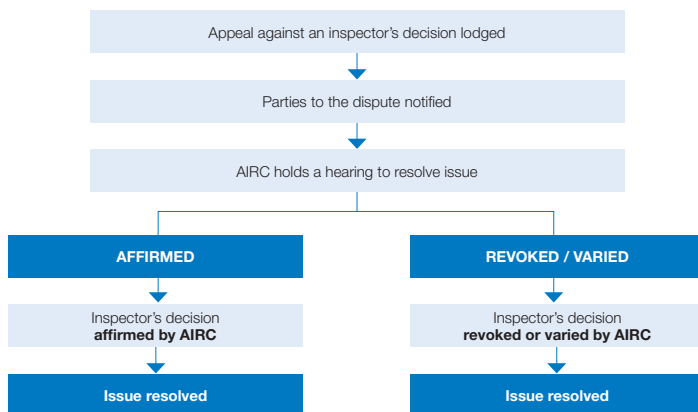 Appeal against an inspector’s decision lodged
Parties to the dispute notified
AIRC holds a hearing to resolve issue
AFFIRMED
REVOKED / VARIED
Inspector’s decision
affirmed by AIRC
Inspector’s decision
revoked or varied by AIRC
Issue resolved
Issue resolved